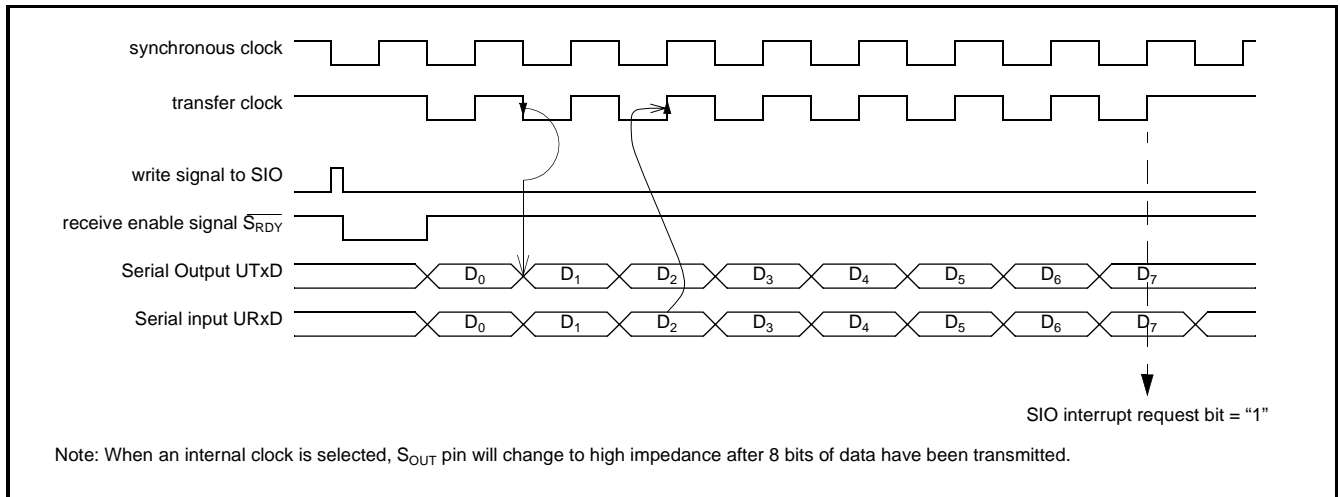 synchronous clock
transfer clock
write signal to SIO
receive enable signal S̅R̅D̅Y̅
Serial Output UTxD D0 D1 D2 D3 D4 D5 D6 D7
Serial input URxD D0 D1 D2 D3 D4 D5 D6 D7
SIO interrupt request bit = “1”
Note: When an internal clock is selected, SOUT pin will change to high impedance after 8 bits of data have been transmitted.